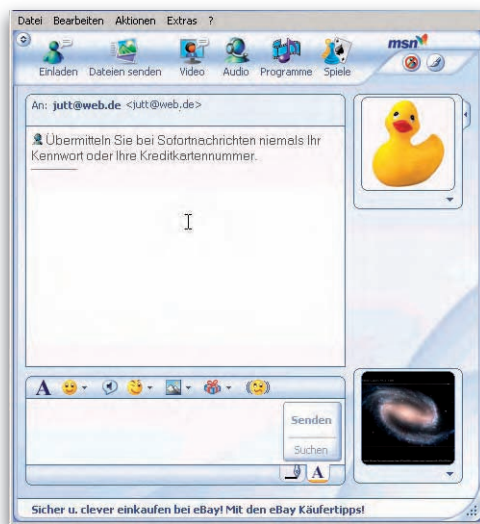 Datei Bearbeiten Aktionen Extras ?
msn
Einladen Dateien senden Video Audio Programme Spiele
An: jutt@web.de <jutt@web.de>
Übermitteln Sie bei Sofortnachrichten niemals Ihr
Kennwort oder Ihre Kreditkartennummer.
A
Senden
Suchen
A
Sicher u. clever einkaufen bei eBay! Mit den eBay Käufertipps!